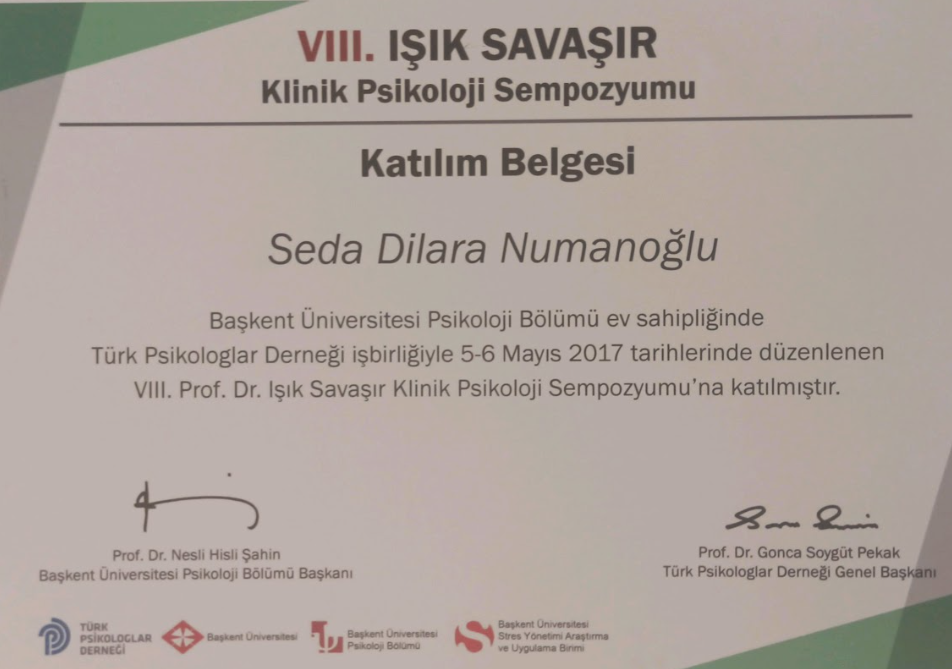 VIII. IŞIK SAVAŞIR
Klinik Psikoloji Sempozyumu
Katılım Belgesi
Seda Dilara Numanoğlu
Başkent Üniversitesi Psikoloji Bölümü ev sahipliğinde
Türk Psikologlar Derneği işbirliğiyle 5-6 Mayıs 2017 tarihlerinde düzenlenen
VIII. Prof. Dr. Işık Savaşır Klinik Psikoloji Sempozyumu'na katılmıştır.
Prof. Dr. Nesli Hisli Şahin
Başkent Üniversitesi Psikoloji Bölümü Başkanı
Prof. Dr. Gonca Soygüt Pekak
Türk Psikologlar Derneği Genel Başkanı
TÜRK
PSİKOLOGLAR
DERNEĞİ
Başkent Üniversitesi
Başkent Üniversitesi
Psikoloji Bölümü
Başkent Üniversitesi
Stres Yönetimi Araştırma
ve Uygulama Birimi